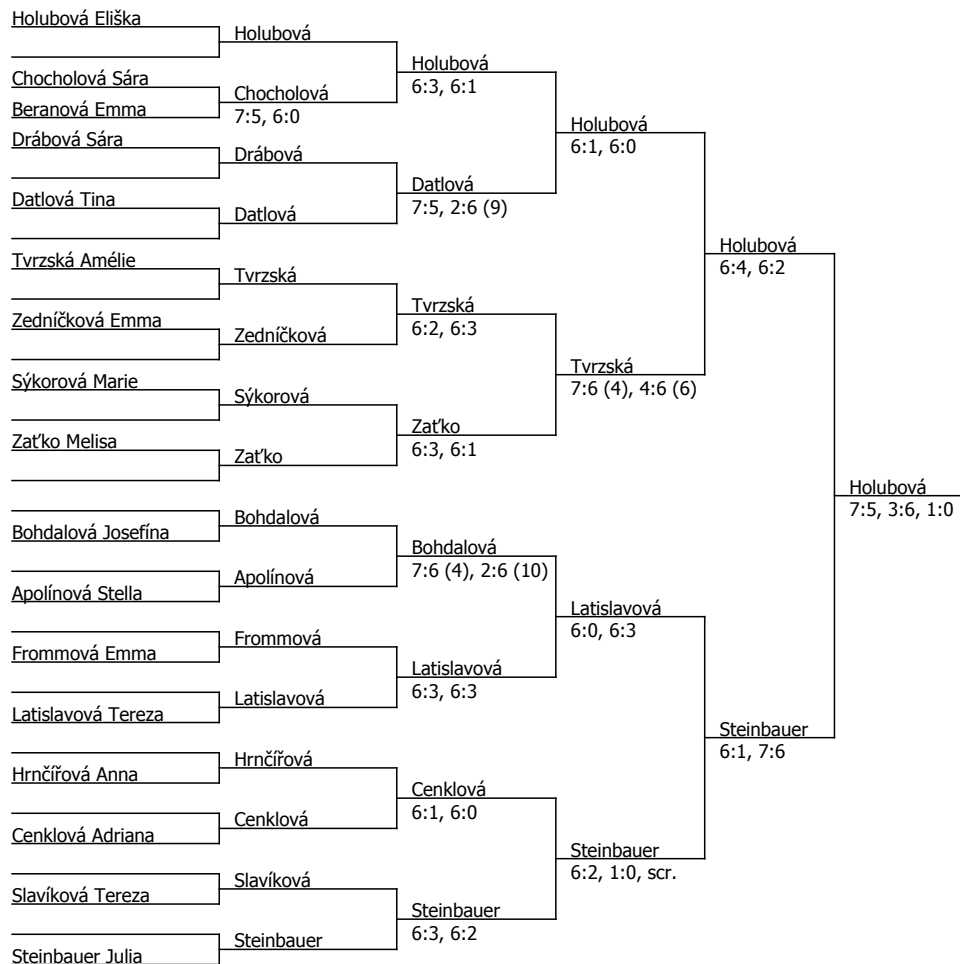 Holubová Eliška
Chocholová Sára
Beranová Emma
Drábová Sára
Datlová Tina
Tvrzská Amélie
Zedníčková Emma
Sýkorová Marie
Zaťko Melisa
Bohdalová Josefína
Apolínová Stella
Frommová Emma
Latislavová Tereza
Hrnčířová Anna
Cenklová Adriana
Slavíková Tereza
Steinbauer Julia
Holubová
Chocholová
7:5, 6:0
Drábová
Datlová
Tvrzská
Zedníčková
Sýkorová
Zaťko
Bohdalová
Apolínová
Frommová
Latislavová
Hrnčířová
Cenklová
Slavíková
Steinbauer
Holubová
6:3, 6:1
Datlová
7:5, 2:6 (9)
Tvrzská
6:2, 6:3
Zaťko
6:3, 6:1
Bohdalová
7:6 (4), 2:6 (10)
Latislavová
6:3, 6:3
Cenklová
6:1, 6:0
Steinbauer
6:3, 6:2
Holubová
6:1, 6:0
Tvrzská
7:6 (4), 4:6 (6)
Latislavová
6:0, 6:3
Steinbauer
6:2, 1:0, scr.
Holubová
6:4, 6:2
Steinbauer
6:1, 7:6
Holubová
7:5, 3:6, 1:0